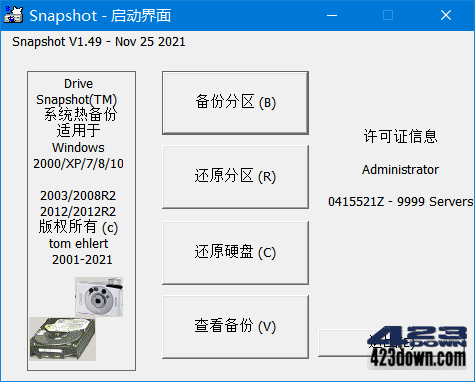 Snapshot - 启动界面
Snapshot V1.49 - Nov 25 2021
Drive
Snapshot(TM)
系统热备份
适用于
Windows
2000/XP/7/8/10
2003/2008R2
2012/2012R2
版权所有 (c)
tom ehlert
2001-2021
备份分区 (B)
还原分区 (R)
还原硬盘 (C)
查看备份 (V)
许可证信息
Administrator
0415521Z - 9999 Servers
423
DOWN
423down.com